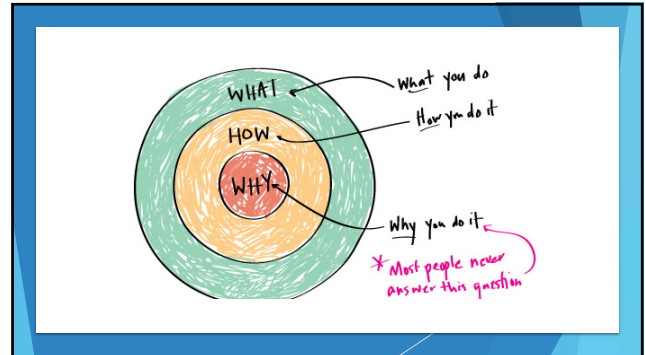 WHAT
What you do
HOW
How you do it
WHY
Why you do it
* Most people never
answer this question